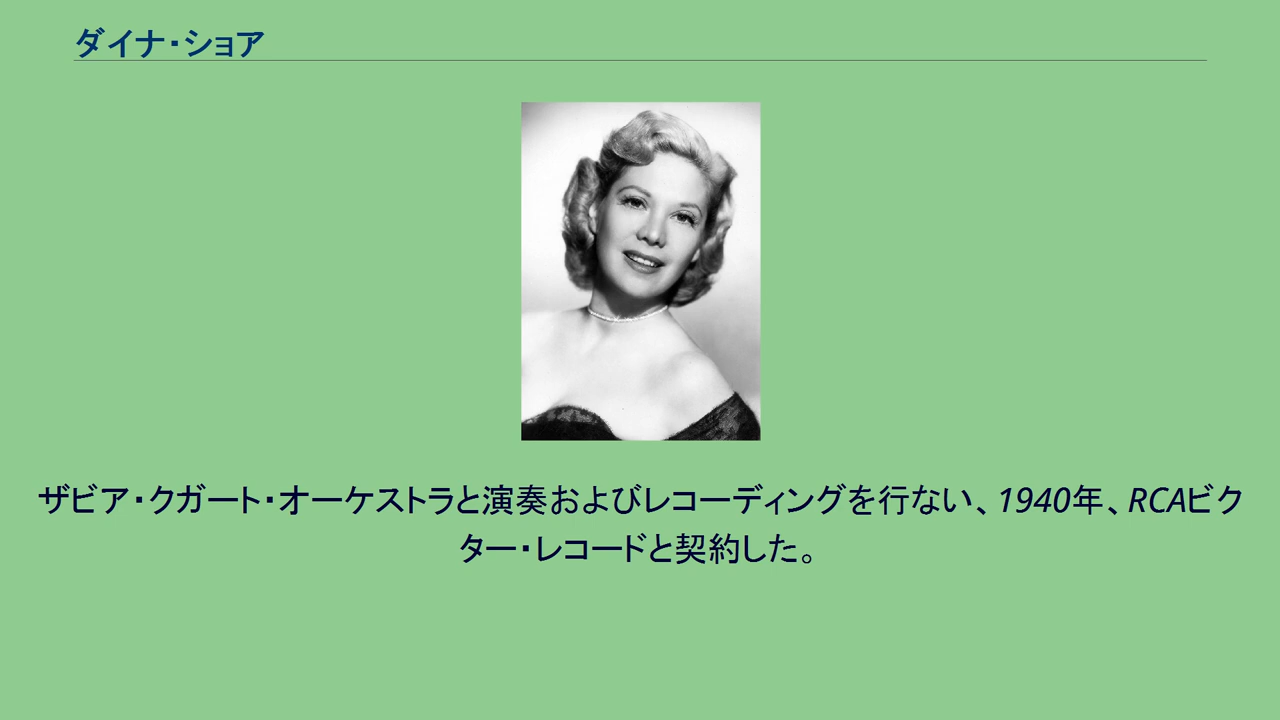 ダイナ・ショア
ザビア・クガート・オーケストラと演奏およびレコーディングを行ない、1940年、RCAビク
ター・レコードと契約した。